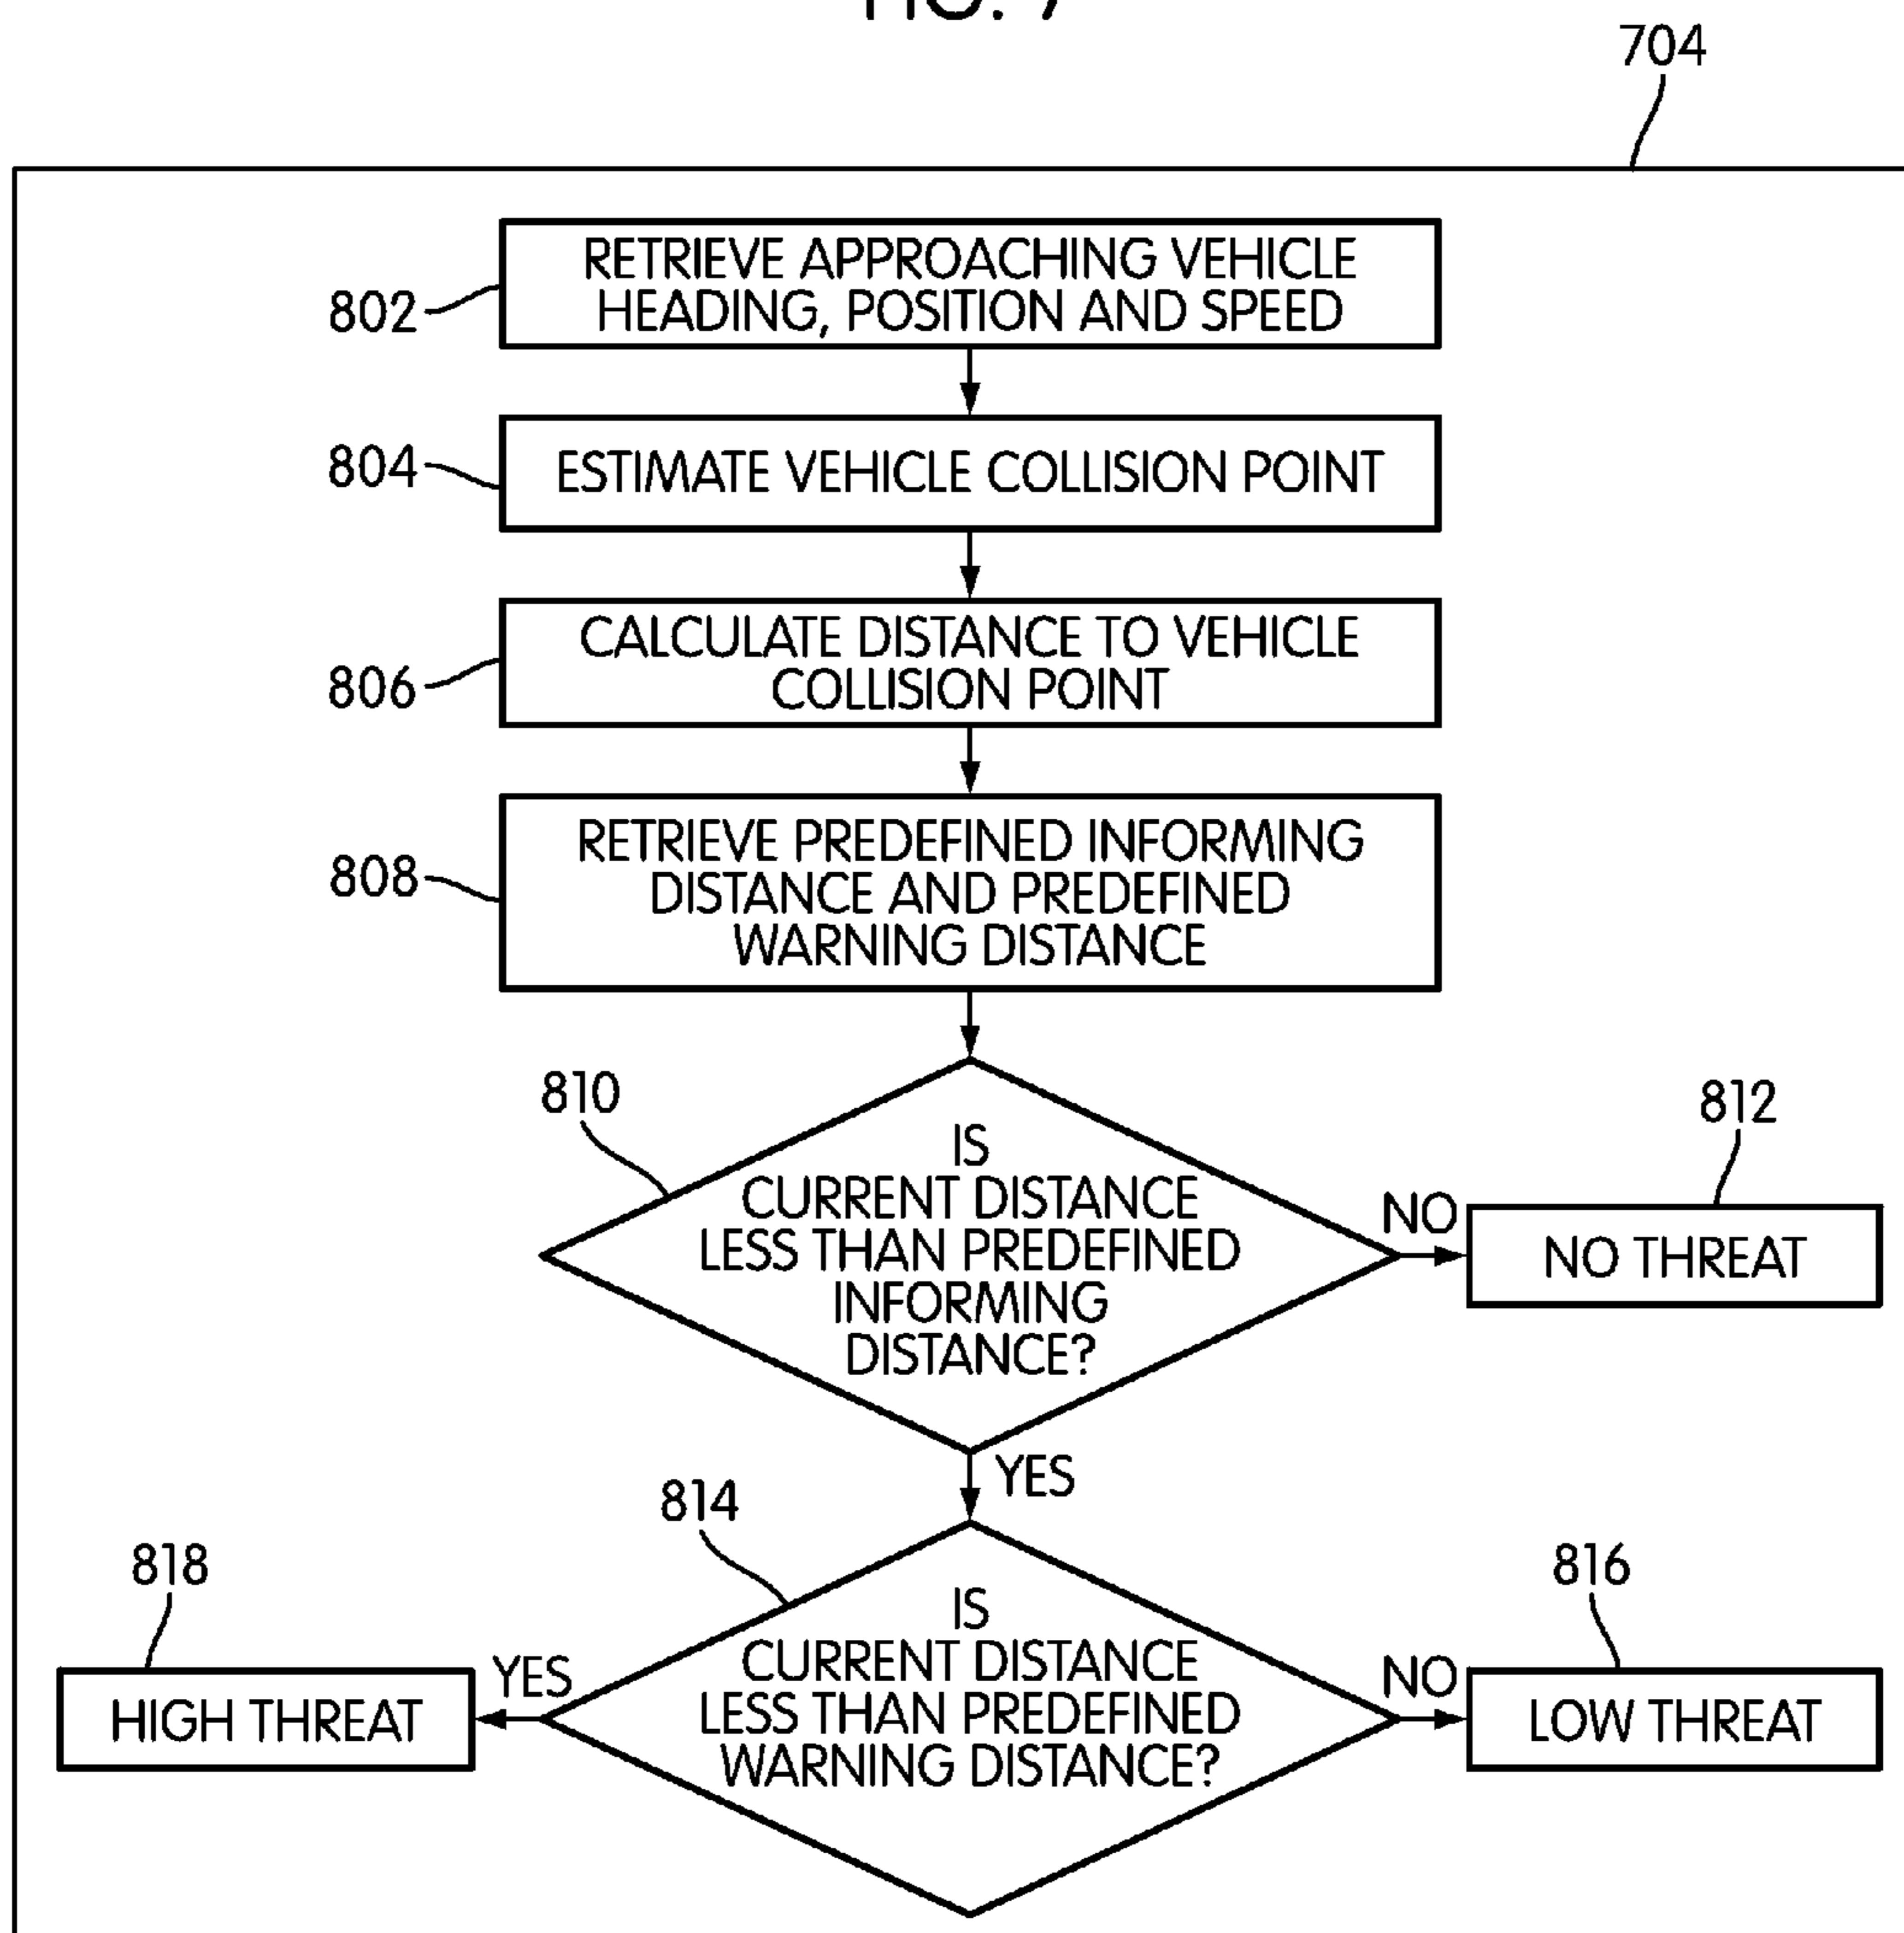 704
RETRIEVE APPROACHING VEHICLE
HEADING, POSITION AND SPEED
802
ESTIMATE VEHICLE COLLISION POINT
804
CALCULATE DISTANCE TO VEHICLE
COLLISION POINT
806
RETRIEVE PREDEFINED INFORMING
DISTANCE AND PREDEFINED
WARNING DISTANCE
808
810
IS
CURRENT DISTANCE
LESS THAN PREDEFINED
INFORMING
DISTANCE?
NO
812
NO THREAT
YES
814
IS
CURRENT DISTANCE
LESS THAN PREDEFINED
WARNING DISTANCE?
YES
818
HIGH THREAT
NO
816
LOW THREAT